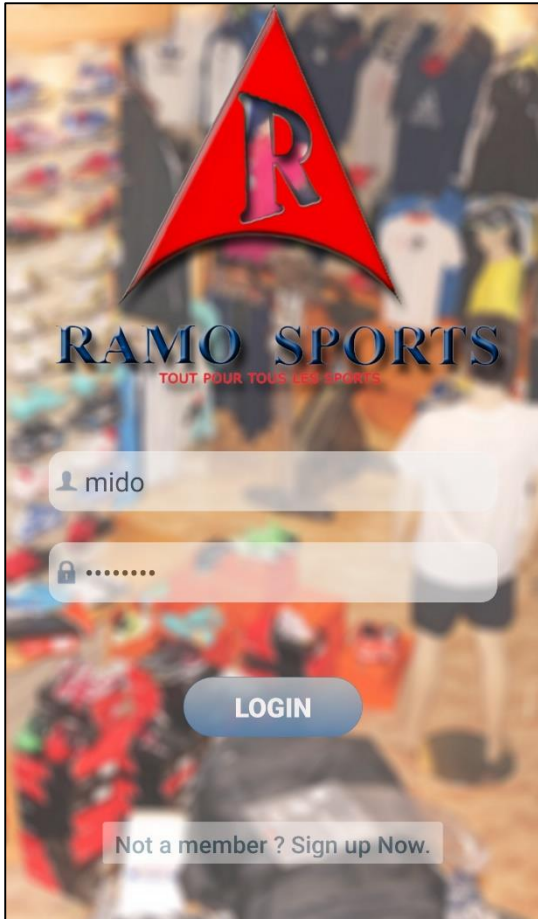 R
RAMO SPORTS
TOUT POUR TOUS LES SPORTS
mido
••••••••
LOGIN
Not a member ? Sign up Now.